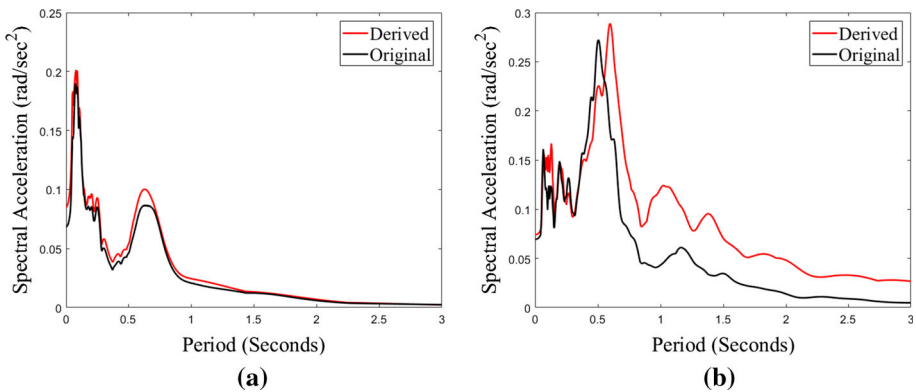 0.25
0.2
0.15
0.1
0.05
0
0 0.5 1 1.5 2 2.5 3
Spectral Acceleration (rad/sec²)
Period (Seconds)
Derived
Original
(a)
0.3
0.25
0.2
0.15
0.1
0.05
0
0 0.5 1 1.5 2 2.5 3
Spectral Acceleration (rad/sec²)
Period (Seconds)
Derived
Original
(b)